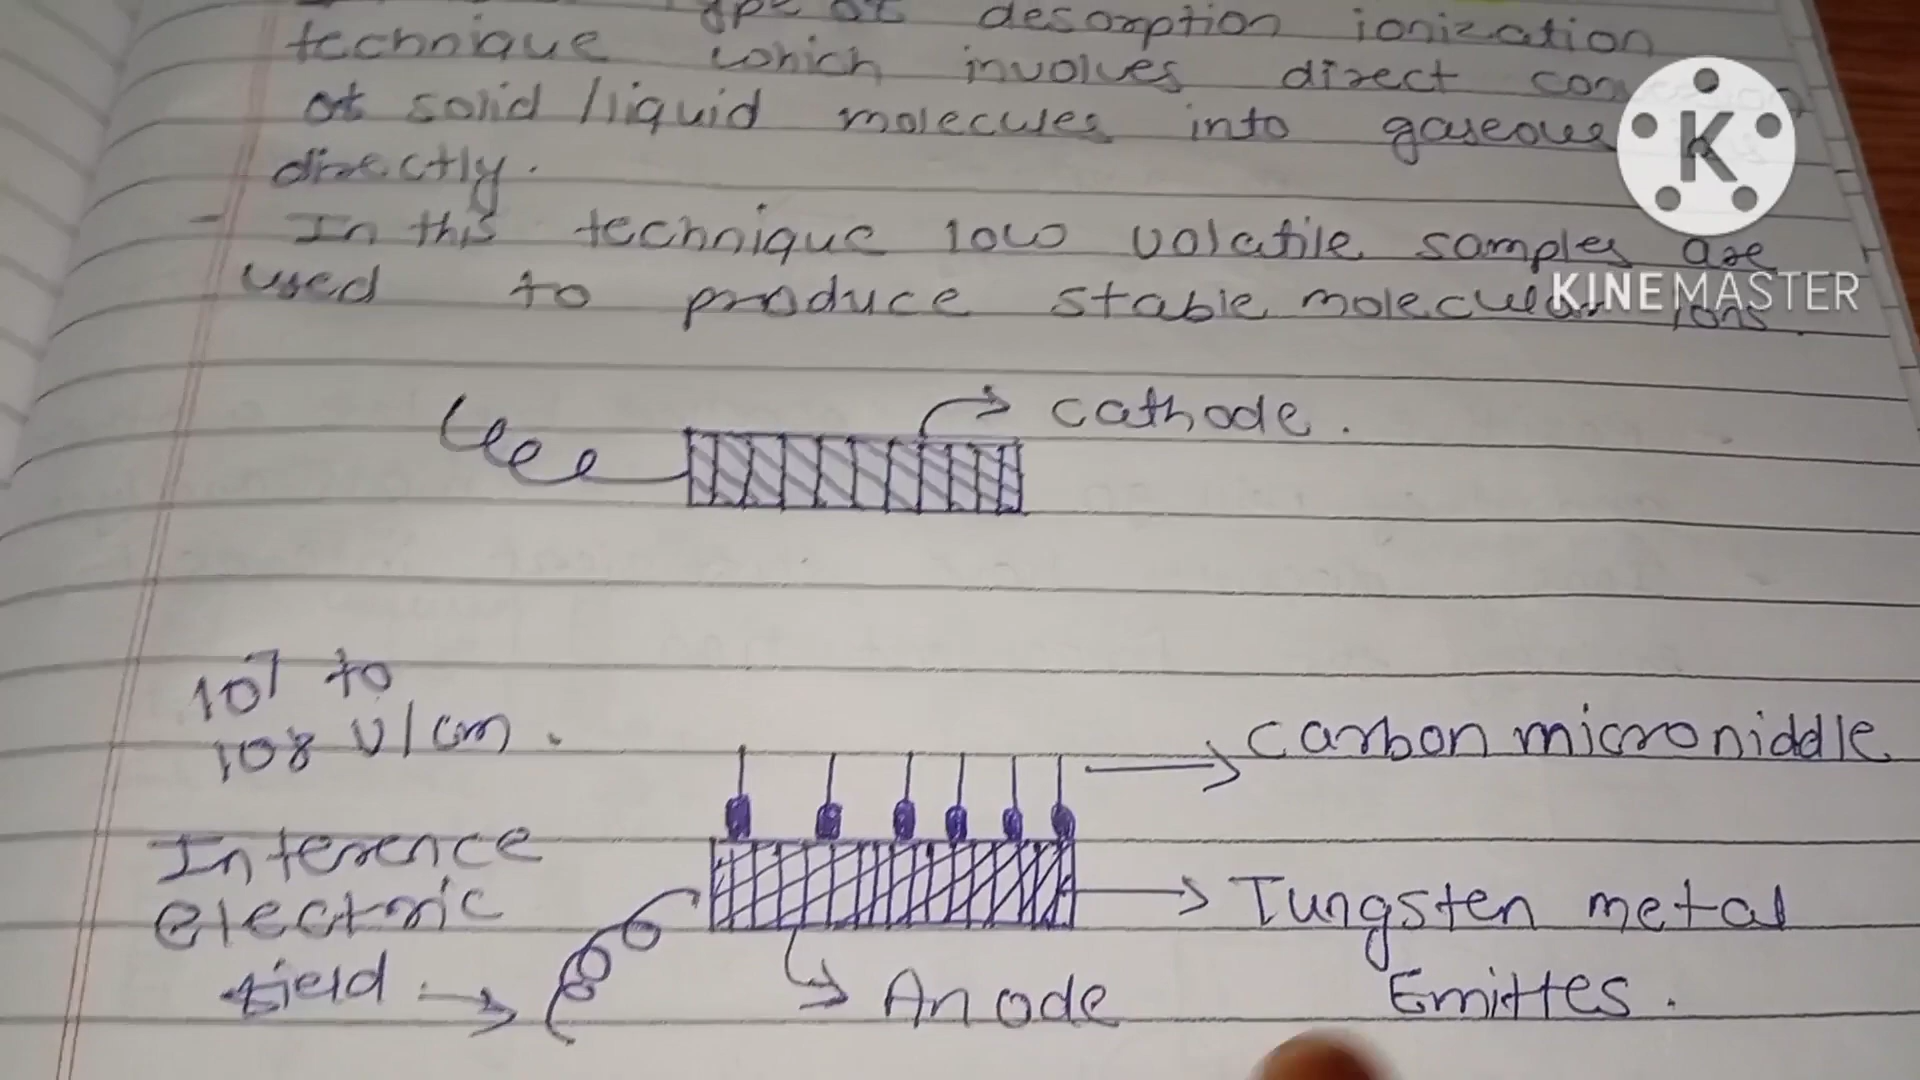 desorption ionization
technique which involves direct
of solid /liquid molecules into gaseous
directly.
- In this technique low volatile samples are
used to produce stable molecular ions.
K
KINEMASTER
cathode.
10⁷ to
10⁸ V/cm.
carbon microniddle
Intence
electric
field
Tungsten metal
Emittes.
Anode